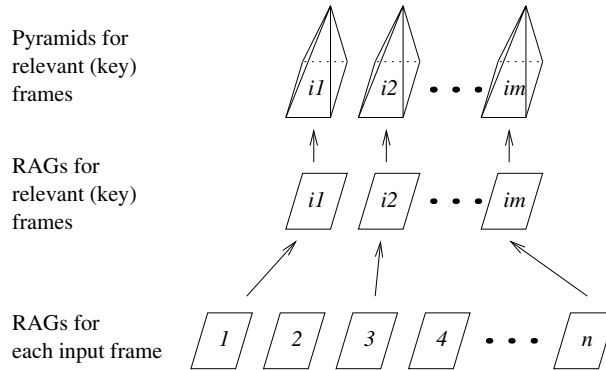 Pyramids for
relevant (key)
frames
i1 i2 • • • im
RAGs for
relevant (key)
frames
i1 i2 • • • im
RAGs for
each input frame
1 2 3 4 • • • n